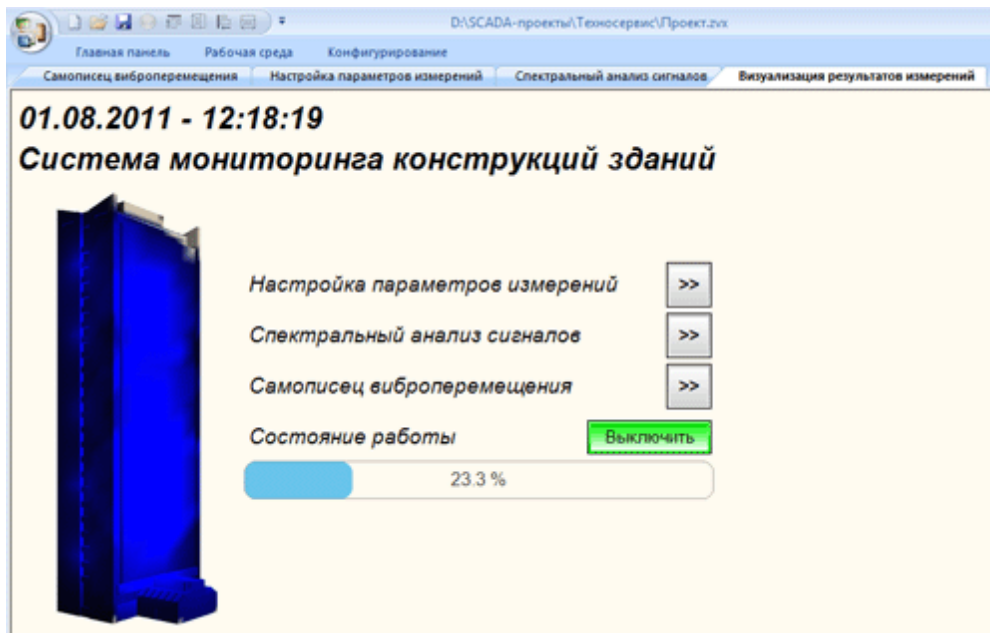 D:\SCADA-проекты\Техносервис\Проект.zvx
Главная панель Рабочая среда Конфигурирование
Самописец виброперемещения Настройка параметров измерений Спектральный анализ сигналов Визуализация результатов измерений
01.08.2011 - 12:18:19
Система мониторинга конструкций зданий
Настройка параметров измерений >>
Спектральный анализ сигналов >>
Самописец виброперемещения >>
Состояние работы Выключить
23.3 %